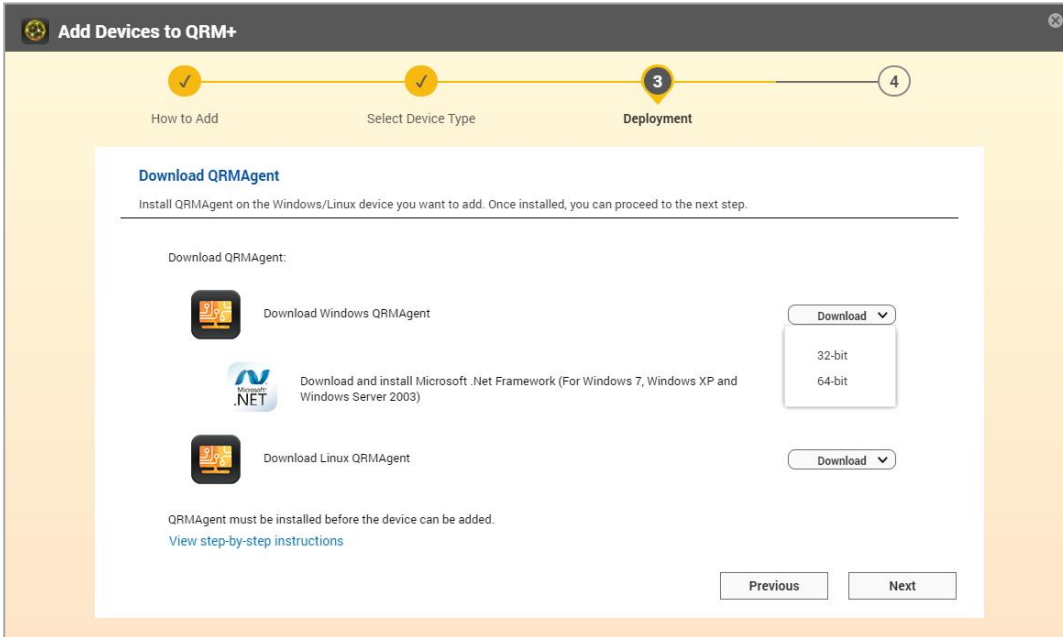 Add Devices to QRM+
3
4
How to Add
Select Device Type
Deployment
Download QRMAgent
Install QRMAgent on the Windows/Linux device you want to add. Once installed, you can proceed to the next step.
Download QRMAgent:
Download Windows QRMAgent
Download
32-bit
64-bit
Microsoft
.NET
Download and install Microsoft .Net Framework (For Windows 7, Windows XP and
Windows Server 2003)
Download Linux QRMAgent
Download
QRMAgent must be installed before the device can be added.
View step-by-step instructions
Previous
Next